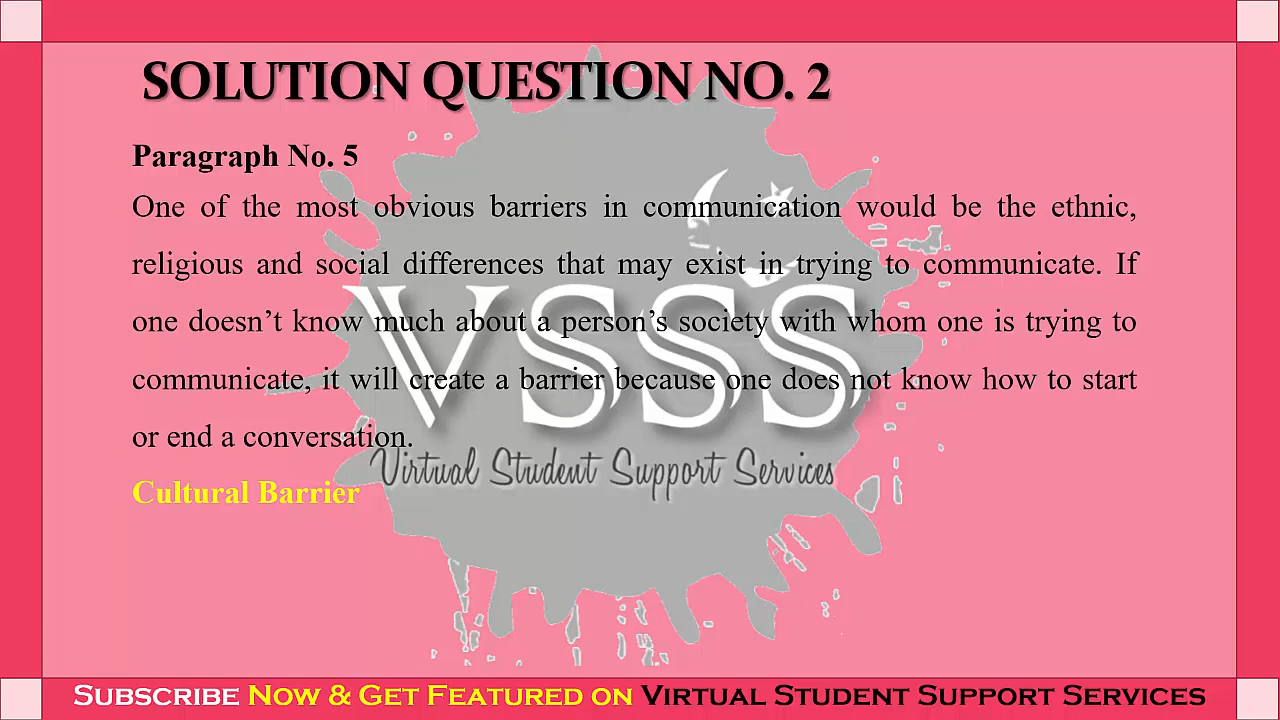 SOLUTION QUESTION NO. 2
Paragraph No. 5
One of the most obvious barriers in communication would be the ethnic,
religious and social differences that may exist in trying to communicate. If
one doesn’t know much about a person’s society with whom one is trying to
communicate, it will create a barrier because one does not know how to start
or end a conversation.
VSSS
Virtual Student Support Services
Cultural Barrier
Subscribe Now & Get Featured on Virtual Student Support Services